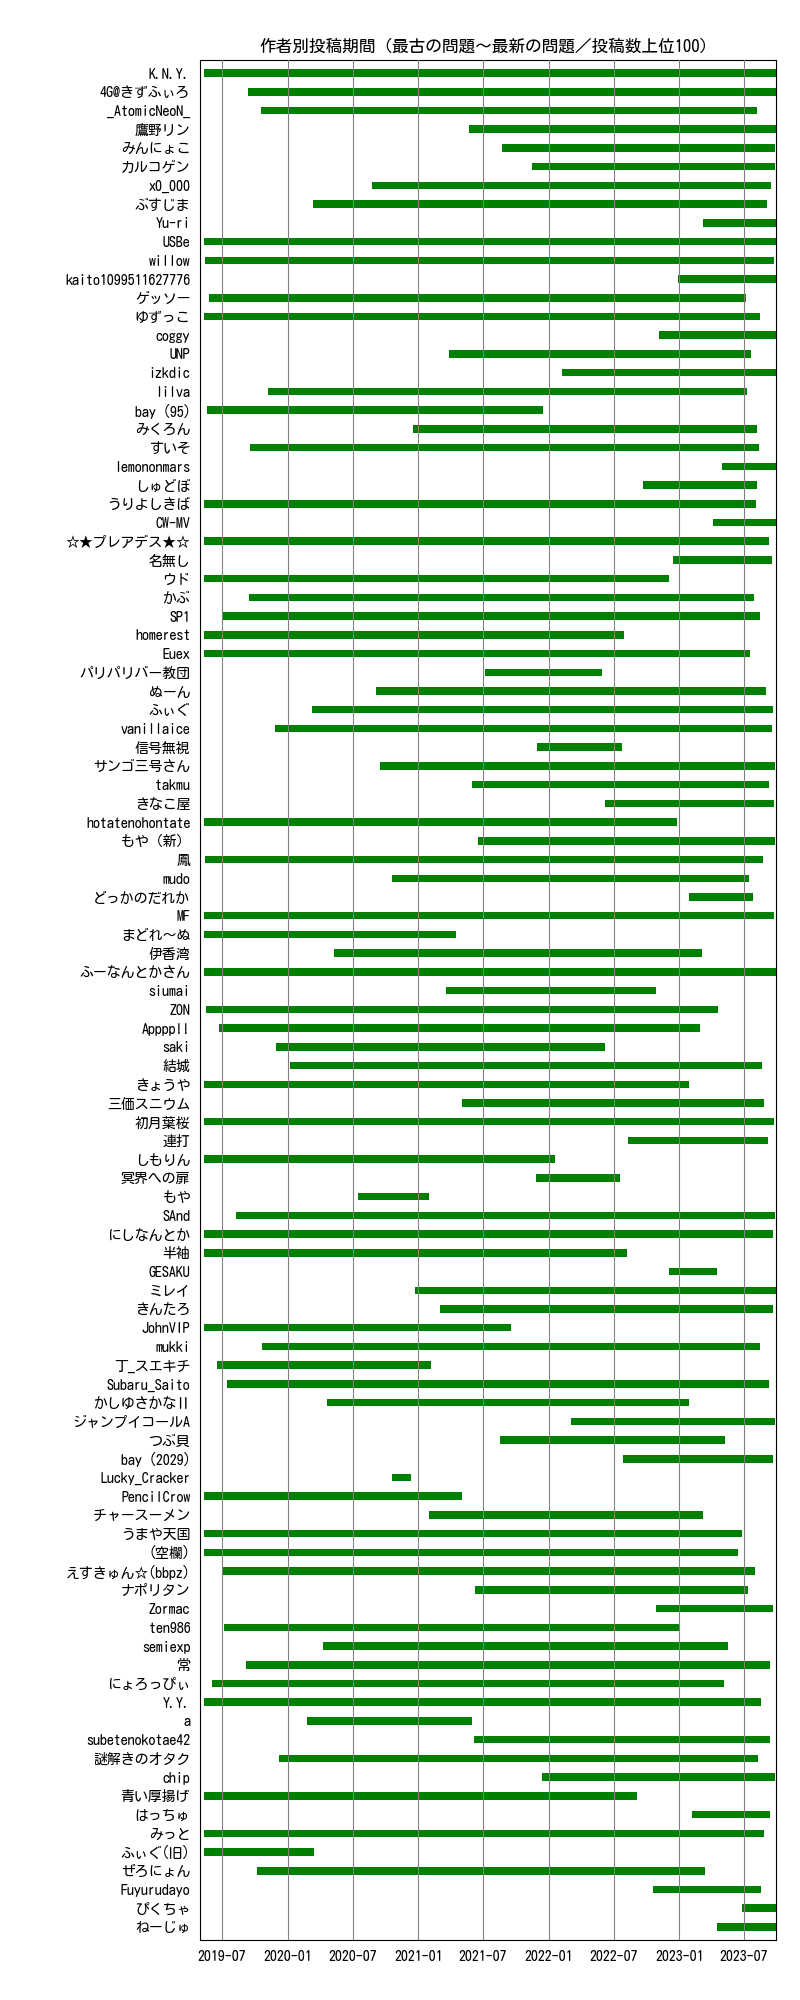 作者別投稿期間（最古の問題～最新の問題／投稿数上位100）
K.N.Y.
4G@きずふぃろ
_AtomicNeoN_
鷹野リン
みんにょこ
カルコゲン
x0_000
ぷすじま
Yu-ri
USBe
willow
kaito1099511627776
ゲッソー
ゆずっこ
coggy
UNP
izkdic
lilva
bay (95)
みくろん
すいそ
lemononmars
しゅどぼ
うりよしきば
CW-MV
☆★プレアデス★☆
名無し
ウド
かぶ
SP1
homerest
Euex
パリパリバー教団
ぬーん
ふぃぐ
vanillaice
信号無視
サンゴ三号さん
takmu
きなこ屋
hotatenohontate
もや（新）
鳳
mudo
どっかのだれか
MF
まどれ～ぬ
伊香湾
ふーなんとかさん
siumai
ZON
Appppll
saki
結城
きょうや
三価スニウム
初月葉桜
連打
しもりん
冥界への扉
もや
SAnd
にしなんとか
半袖
GESAKU
ミレイ
きんたろ
JohnVIP
mukki
丁_スエキチ
Subaru_Saito
かしゆさかなⅡ
ジャンプイコールA
つぶ貝
bay (2029)
Lucky_Cracker
PencilCrow
チャースーメン
うまや天国
(空欄)
えすきゅん☆(bbpz)
ナポリタン
Zormac
ten986
semiexp
常
にょろっぴぃ
Y.Y.
a
subetenokotae42
謎解きのオタク
chip
青い厚揚げ
はっちゅ
みっと
ふぃぐ(旧)
ぜろにょん
Fuyurudayo
ぴくちゃ
ねーじゅ
2019-07 2020-01 2020-07 2021-01 2021-07 2022-01 2022-07 2023-01 2023-07